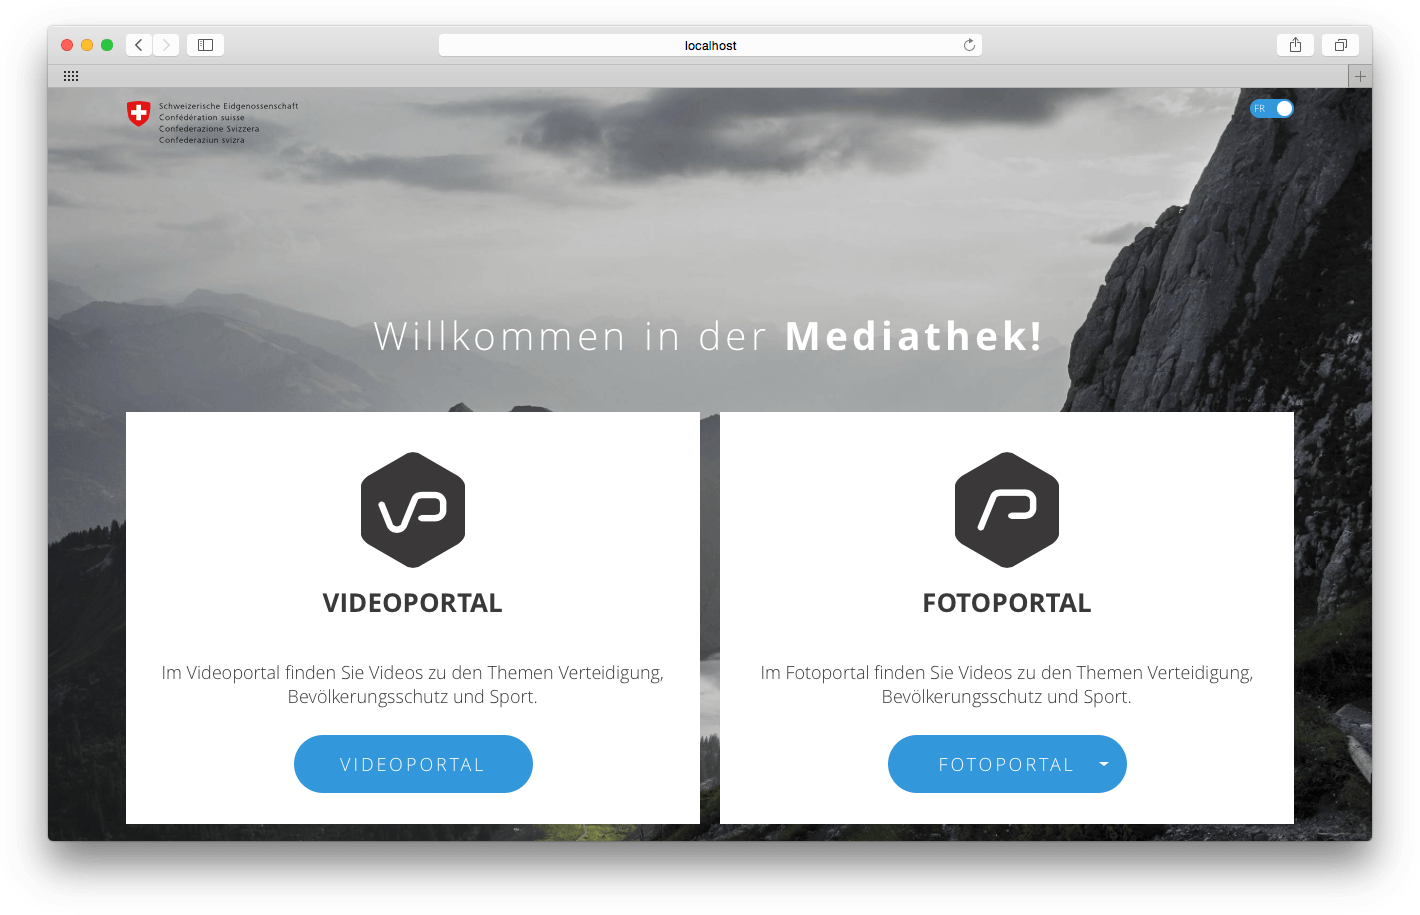 localhost
Schweizerische Eidgenossenschaft
Confédération suisse
Confederazione Svizzera
Confederaziun svizra
FR
Willkommen in der Mediathek!
VIDEOPORTAL
Im Videoportal finden Sie Videos zu den Themen Verteidigung,
Bevölkerungsschutz und Sport.
VIDEOPORTAL
FOTOPORTAL
Im Fotoportal finden Sie Videos zu den Themen Verteidigung,
Bevölkerungsschutz und Sport.
FOTOPORTAL